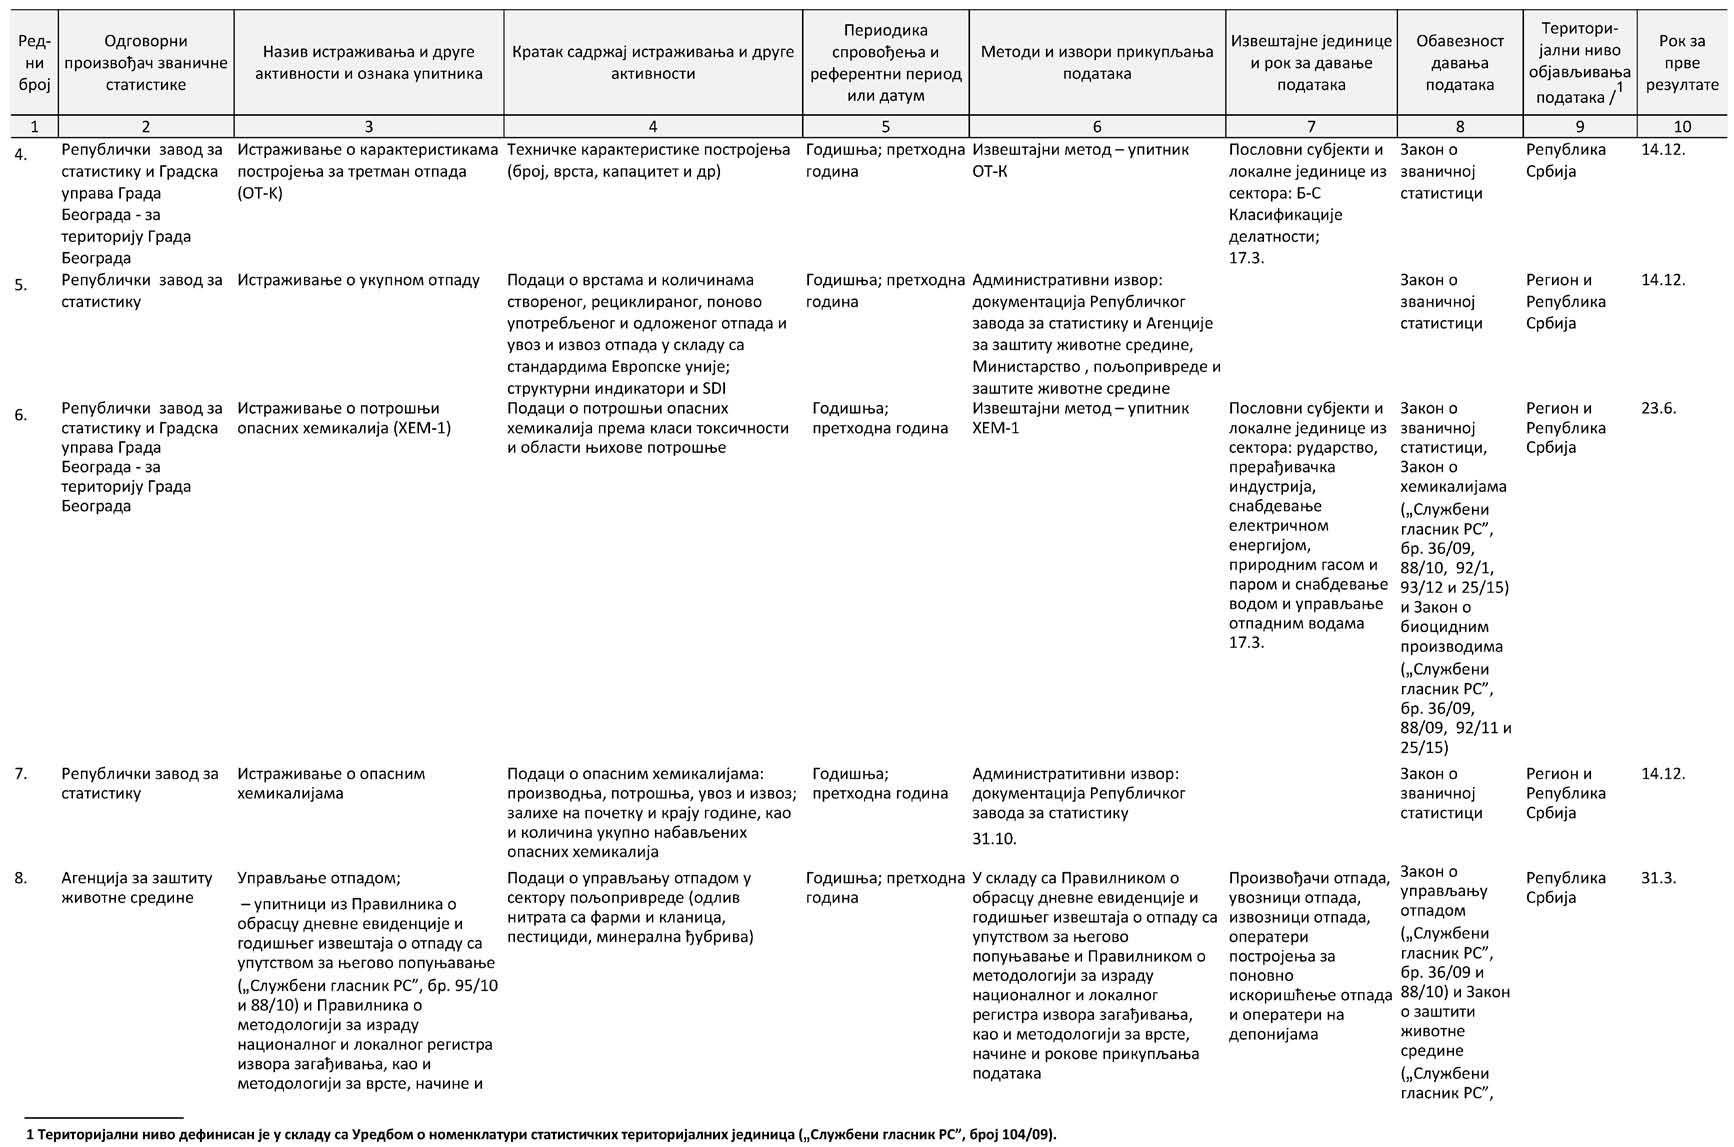 Ред-
ни
број
Одговорни
произвођач званичне
статистике
Назив истраживања и друге
активности и ознака упитника
Кратак садржај истраживања и друге
активности
Периодика
спровођења и
референтни период
или датум
Методи и извори прикупљања
података
Извештајне јединице
и рок за давање
података
Обавезност
давања
података
Територи-
јални ниво
објављивања
података /1
Рок за
прве
резултате
1 2 3 4 5 6 7 8 9 10
4.
Републички завод за
статистику и Градска
управа Града
Београда - за
територију Града
Београда
Истраживање о карактеристикама
постројења за третман отпада
(ОТ-К)
Техничке карактеристике постројења
(број, врста, капацитет и др)
Годишња; претходна
година
Извештајни метод – упитник
ОТ-К
Пословни субјекти и
локалне јединице из
сектора: Б-С
Класификације
делатности;
17.3.
Закон о
званичној
статистици
Република
Србија
14.12.
5.
Републички завод за
статистику
Истраживање о укупном отпаду
Подаци о врстама и количинама
створеног, рециклираног, поново
употребљеног и одложеног отпада и
увоз и извоз отпада у складу са
стандардима Европске уније;
структурни индикатори и SDI
Годишња; претходна
година
Административни извор:
документација Републичког
завода за статистику и Агенције
за заштиту животне средине,
Министарство , пољопривреде и
заштите животне средине
Закон о
званичној
статистици
Регион и
Република
Србија
14.12.
6.
Републички завод за
статистику и Градска
управа Града
Београда - за
територију Града
Београда
Истраживање о потрошњи
опасних хемикалија (ХЕМ-1)
Подаци о потрошњи опасних
хемикалија према класи токсичности
и области њихове потрошње
Годишња;
претходна година
Извештајни метод – упитник
ХЕМ-1
Пословни субјекти и
локалне јединице из
сектора: рударство,
прерађивачка
индустрија,
снабдевање
електричном
енергијом,
природним гасом и
паром и снабдевање
водом и управљање
отпадним водама
17.3.
Закон о
званичној
статистици,
Закон о
хемикалијама
(„Службени
гласник РС”,
бр. 36/09,
88/10, 92/1,
93/12 и 25/15)
и Закон о
биоцидним
производима
(„Службени
гласник РС”,
бр. 36/09,
88/09, 92/11 и
25/15)
Регион и
Република
Србија
23.6.
7.
Републички завод за
статистику
Истраживање о опасним
хемикалијама
Подаци о опасним хемикалијама:
производња, потрошња, увоз и извоз;
залихе на почетку и крају године, као
и количина укупно набављених
опасних хемикалија
Годишња;
претходна година
Администратитивни извор:
документација Републичког
завода за статистику
31.10.
Закон о
званичној
статистици
Регион и
Република
Србија
14.12.
8.
Агенција за заштиту
животне средине
Управљање отпадом;
– упитници из Правилника о
обрасцу дневне евиденције и
годишњег извештаја о отпаду са
упутством за његово попуњавање
(„Службени гласник РС”, бр. 95/10
и 88/10) и Правилника о
методологији за израду
националног и локалног регистра
извора загађивања, као и
методологији за врсте, начине и
Подаци о управљању отпадом у
сектору пољопривреде (одлив
нитрата са фарми и кланица,
пестициди, минерална ђубрива)
Годишња; претходна
година
У складу са Правилником о
обрасцу дневне евиденције и
годишњег извештаја о отпаду са
упутством за његово
попуњавање и Правилником о
методологији за израду
националног и локалног
регистра извора загађивања,
као и методологији за врсте,
начине и рокове прикупљања
података
Произвођачи отпада,
увозници отпада,
извозници отпада,
оператери
постројења за
поновно
искоришћење отпада
и оператери на
депонијама
Закон о
управљању
отпадом
(„Службени
гласник РС”,
бр. 36/09 и
88/10) и Закон
о заштити
животне
средине
(„Службени
гласник РС”,
Република
Србија
31.3.
1 Територијални ниво дефинисан је у складу са Уредбом о номенклатури статистичких територијалних јединица („Службени гласник РС”, број 104/09).